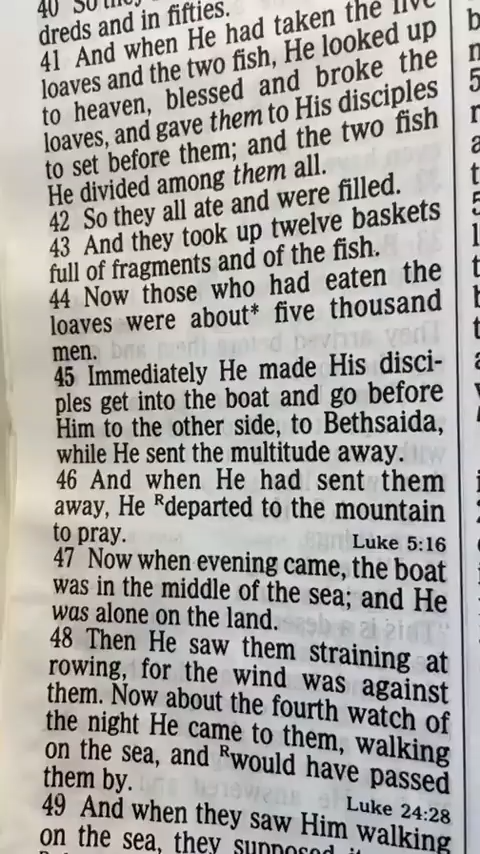 40 So they
dreds and in fifties.
41 And when He had taken the five
loaves and the two fish, He looked up
to heaven, blessed and broke the
loaves, and gave them to His disciples
to set before them; and the two fish
He divided among them all.
42 So they all ate and were filled.
43 And they took up twelve baskets
full of fragments and of the fish.
44 Now those who had eaten the
loaves were about* five thousand
men.
45 Immediately He made His disci-
ples get into the boat and go before
Him to the other side, to Bethsaida,
while He sent the multitude away.
46 And when He had sent them
away, He Rdeparted to the mountain
to pray. Luke 5:16
47 Now when evening came, the boat
was in the middle of the sea; and He
was alone on the land.
48 Then He saw them straining at
rowing, for the wind was against
them. Now about the fourth watch of
the night He came to them, walking
on the sea, and Rwould have passed
them by. Luke 24:28
49 And when they saw Him walking
on the sea, they supposed